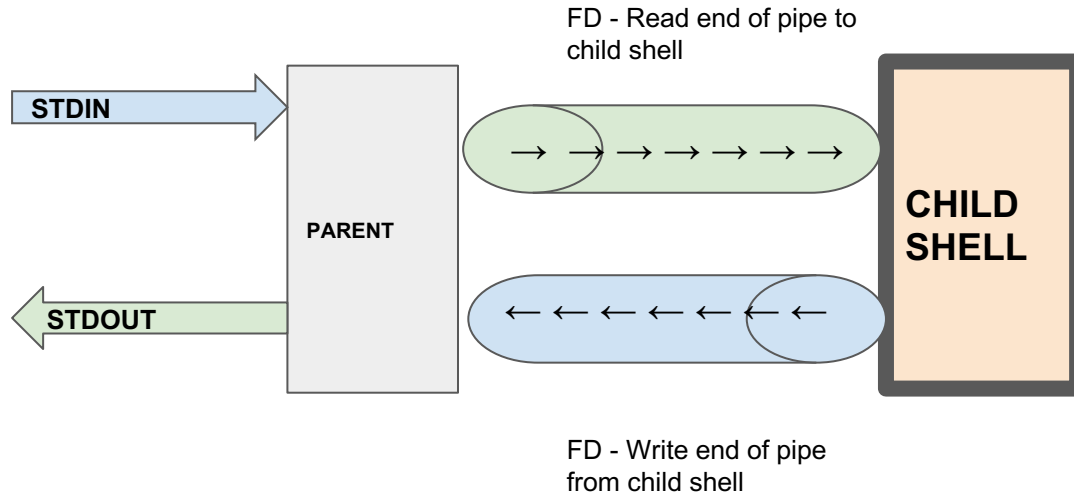 FD - Read end of pipe to
child shell
STDIN
PARENT
CHILD
SHELL
STDOUT
FD - Write end of pipe
from child shell